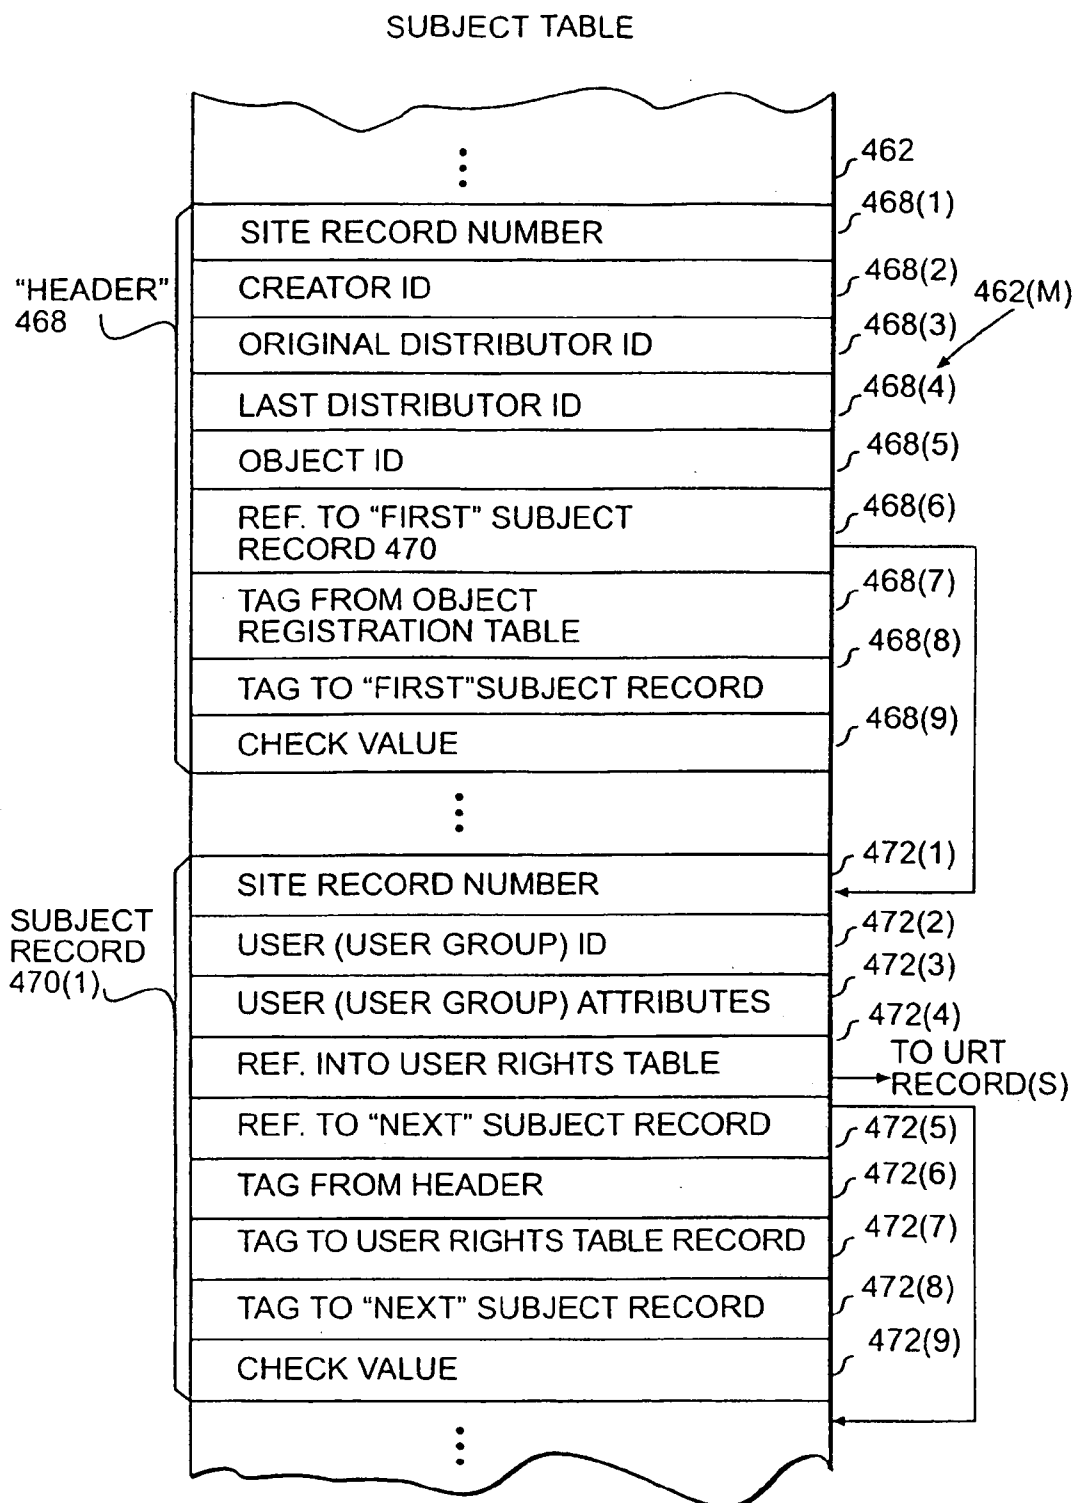 SUBJECT TABLE
462
468(1)
SITE RECORD NUMBER
468(2)
"HEADER"
468
CREATOR ID
462(M)
468(3)
ORIGINAL DISTRIBUTOR ID
468(4)
LAST DISTRIBUTOR ID
468(5)
OBJECT ID
468(6)
REF. TO "FIRST" SUBJECT
RECORD 470
468(7)
TAG FROM OBJECT
REGISTRATION TABLE
468(8)
TAG TO "FIRST"SUBJECT RECORD
468(9)
CHECK VALUE
472(1)
SITE RECORD NUMBER
SUBJECT
RECORD
470(1)
472(2)
USER (USER GROUP) ID
472(3)
USER (USER GROUP) ATTRIBUTES
472(4)
REF. INTO USER RIGHTS TABLE
TO URT
RECORD(S)
REF. TO "NEXT" SUBJECT RECORD
472(5)
TAG FROM HEADER
472(6)
TAG TO USER RIGHTS TABLE RECORD
472(7)
TAG TO "NEXT" SUBJECT RECORD
472(8)
CHECK VALUE
472(9)